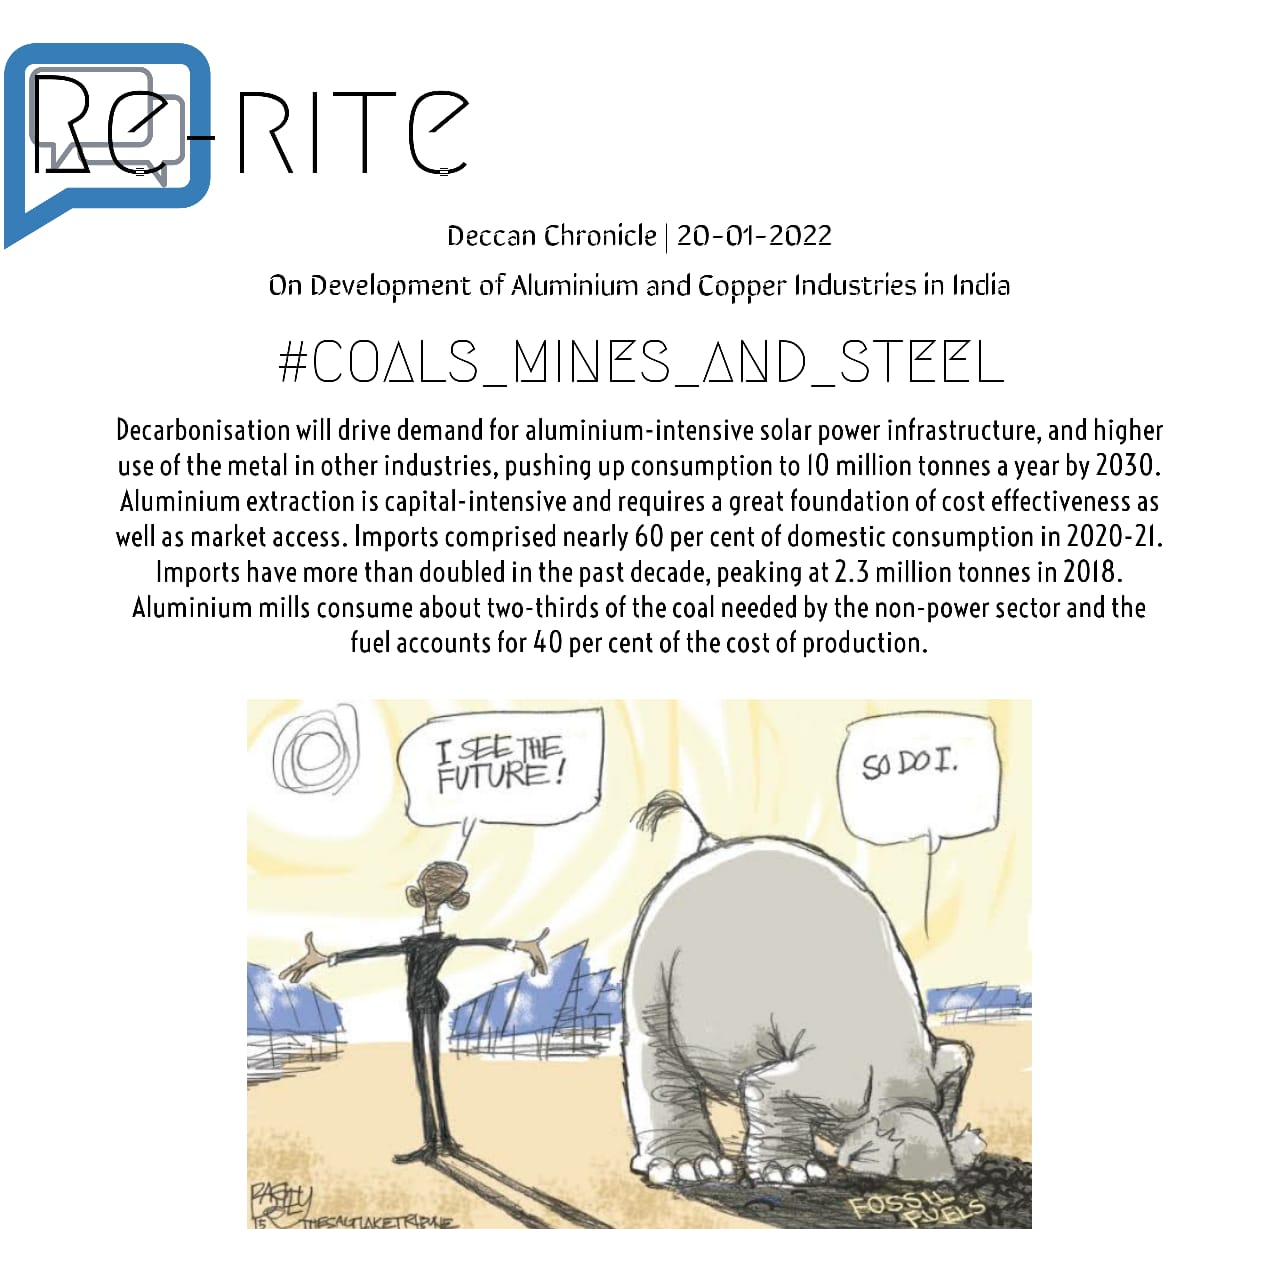 Re-RITE
Deccan Chronicle | 20-01-2022
On Development of Aluminium and Copper Industries in India
#COALS_MINES_AND_STEEL
Decarbonisation will drive demand for aluminium-intensive solar power infrastructure, and higher
use of the metal in other industries, pushing up consumption to 10 million tonnes a year by 2030.
Aluminium extraction is capital-intensive and requires a great foundation of cost effectiveness as
well as market access. Imports comprised nearly 60 per cent of domestic consumption in 2020-21.
Imports have more than doubled in the past decade, peaking at 2.3 million tonnes in 2018.
Aluminium mills consume about two-thirds of the coal needed by the non-power sector and the
fuel accounts for 40 per cent of the cost of production.
I SEE THE
FUTURE!
SO DO I.
FOSSIL
FUELS
THE SALT LAKE TRIBUNE